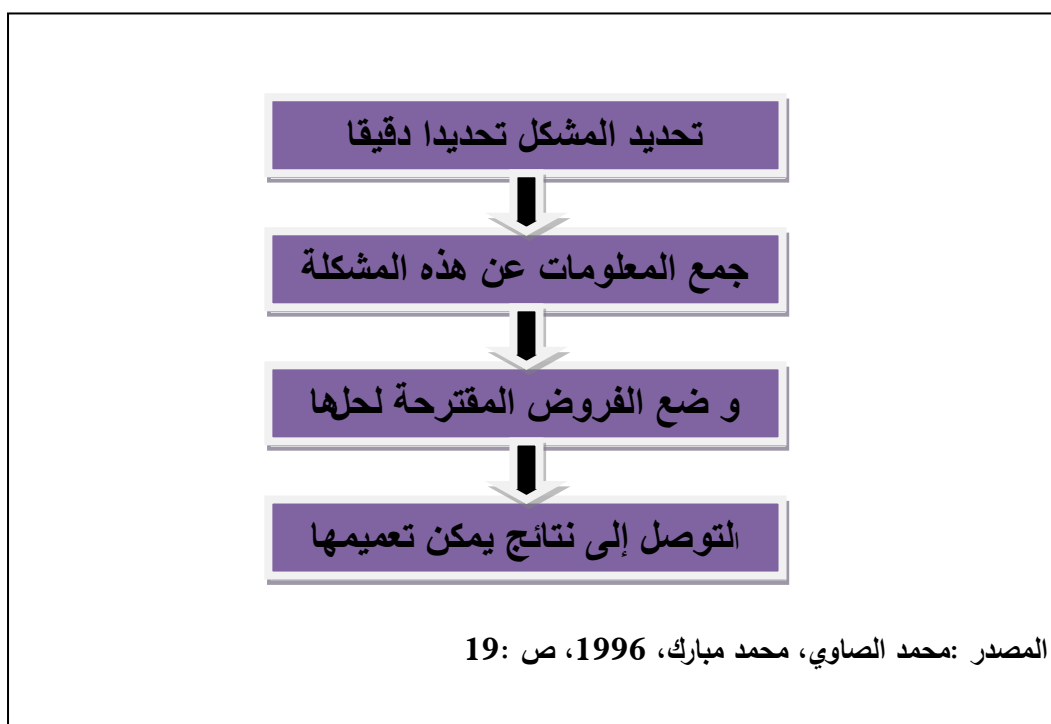 تحديد المشكل تحديدا دقيقا
جمع المعلومات عن هذه المشكلة
و ضع الفروض المقترحة لحلها
التوصل إلى نتائج يمكن تعميمها
المصدر :محمد الصاوي، محمد مبارك، 1996، ص :19